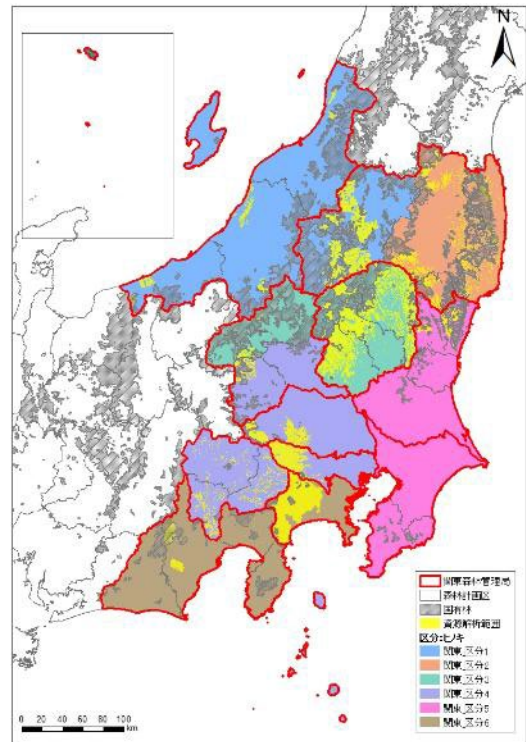 N
関東森林管理局
森林計画区
国有林
資源解析範囲
区分:ヒノキ
関東_区分1
関東_区分2
関東_区分3
関東_区分4
関東_区分5
関東_区分6
0 20 40 60 80 100
km